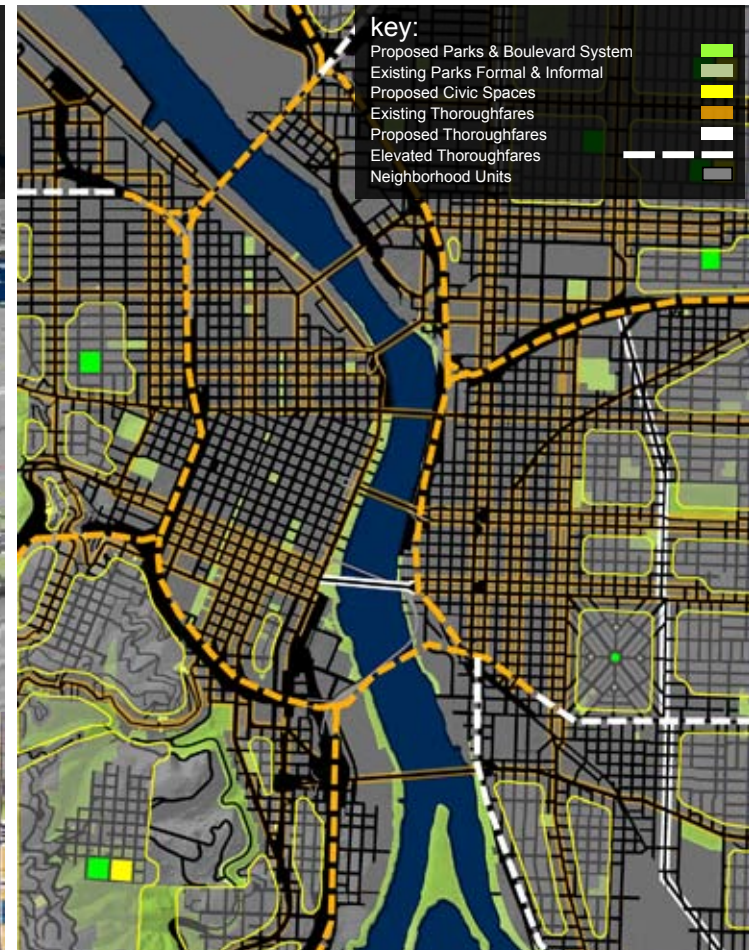 key:
Proposed Parks & Boulevard System
Existing Parks Formal & Informal
Proposed Civic Spaces
Existing Thoroughfares
Proposed Thoroughfares
Elevated Thoroughfares
Neighborhood Units